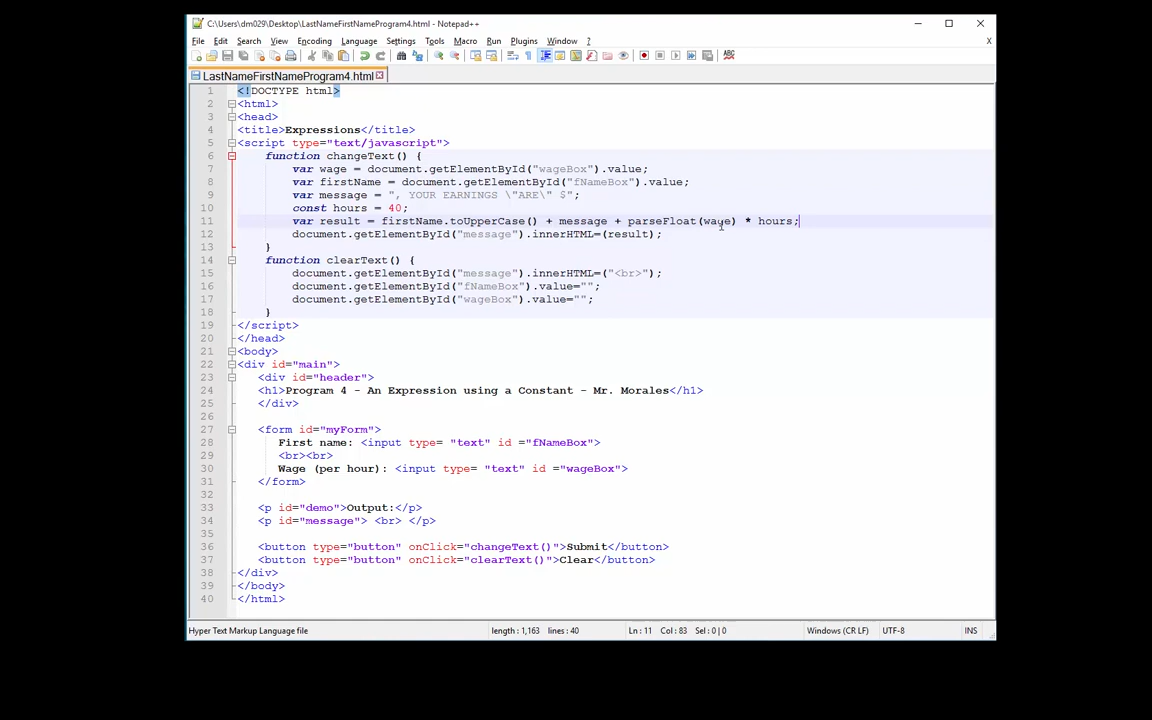 C:\Users\dm029\Desktop\LastNameFirstNameProgram4.html - Notepad++
File Edit Search View Encoding Language Settings Tools Macro Run Plugins Window ? X
LastNameFirstNameProgram4.html
1 <!DOCTYPE html>
2 <html>
3 <head>
4 <title>Expressions</title>
5 <script type="text/javascript">
6 function changeText() {
7 var wage = document.getElementById("wageBox").value;
8 var firstName = document.getElementById("fNameBox").value;
9 var message = ", YOUR EARNINGS \"ARE\" $";
10 const hours = 40;
11 var result = firstName.toUpperCase() + message + parseFloat(wage) * hours;
12 document.getElementById("message").innerHTML=(result);
13 }
14 function clearText() {
15 document.getElementById("message").innerHTML=("<br>");
16 document.getElementById("fNameBox").value="";
17 document.getElementById("wageBox").value="";
18 }
19 </script>
20 </head>
21 <body>
22 <div id="main">
23 <div id="header">
24 <h1>Program 4 - An Expression using a Constant - Mr. Morales</h1>
25 </div>
26
27 <form id="myForm">
28 First name: <input type= "text" id ="fNameBox">
29 <br><br>
30 Wage (per hour): <input type= "text" id ="wageBox">
31 </form>
32
33 <p id="demo">Output:</p>
34 <p id="message"> <br> </p>
35
36 <button type="button" onClick="changeText()">Submit</button>
37 <button type="button" onClick="clearText()">Clear</button>
38 </div>
39 </body>
40 </html>
Hyper Text Markup Language file length : 1,163 lines : 40 Ln : 11 Col : 83 Sel : 0 | 0 Windows (CR LF) UTF-8 INS